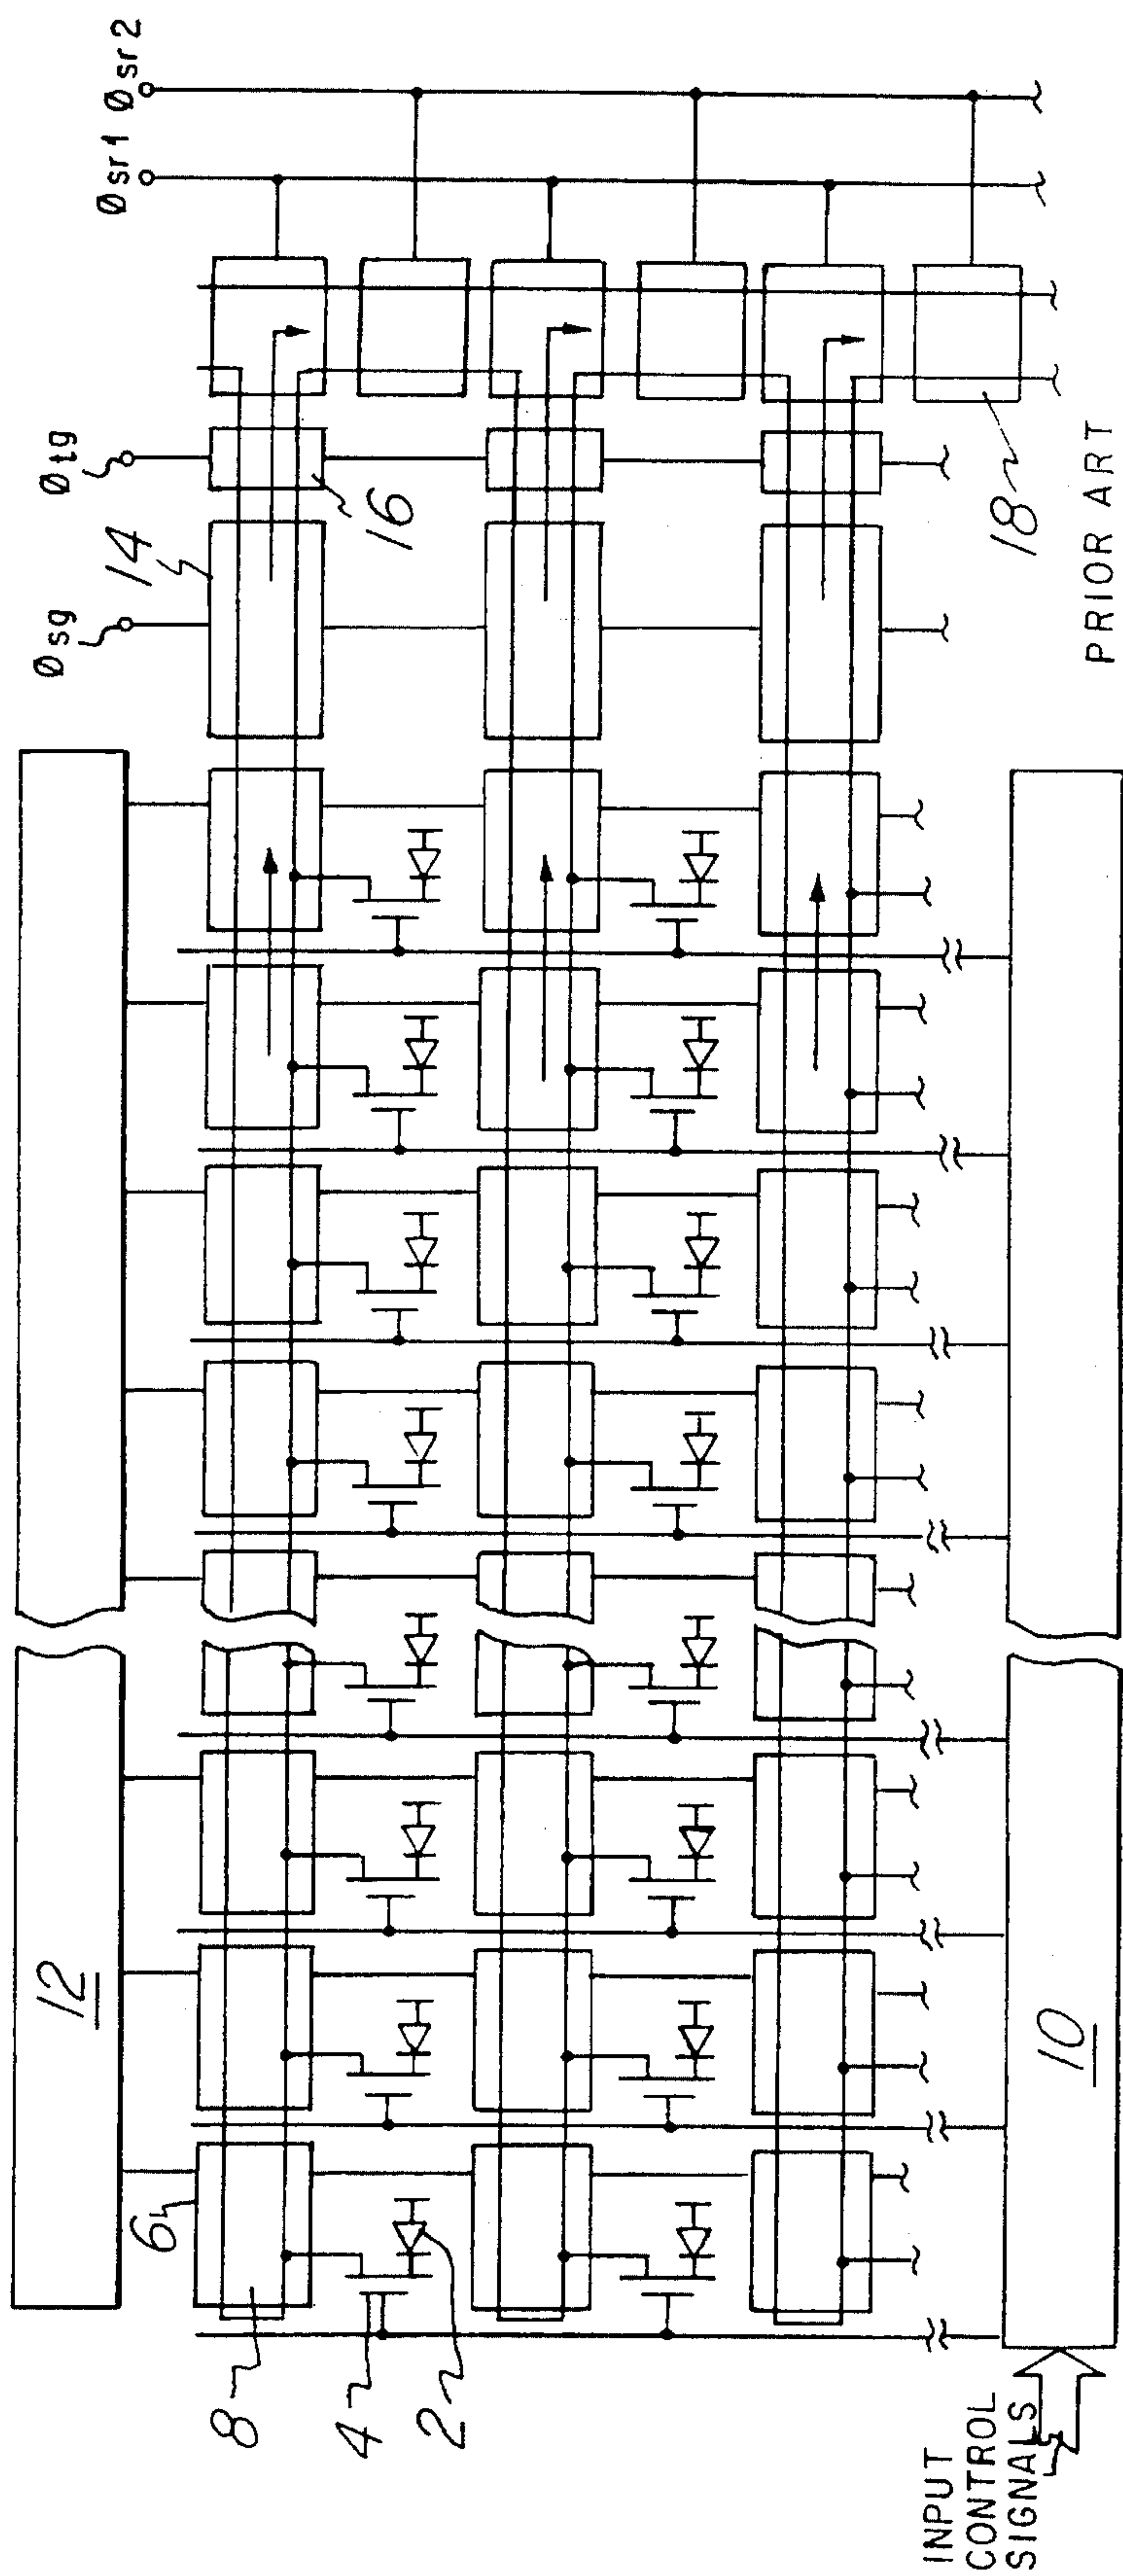 Øsg
Øtg
Øsr1
Øsr2
12
14
16
6
8
4
2
18
10
INPUT
CONTROL
SIGNALS
PRIOR ART